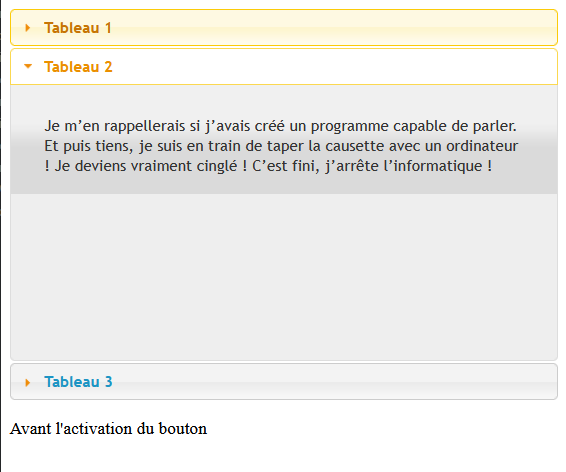 Tableau 1
Tableau 2
Je m’en rappellerais si j’avais créé un programme capable de parler.
Et puis tiens, je suis en train de taper la causette avec un ordinateur
! Je deviens vraiment cinglé ! C’est fini, j’arrête l’informatique !
Tableau 3
Avant l'activation du bouton